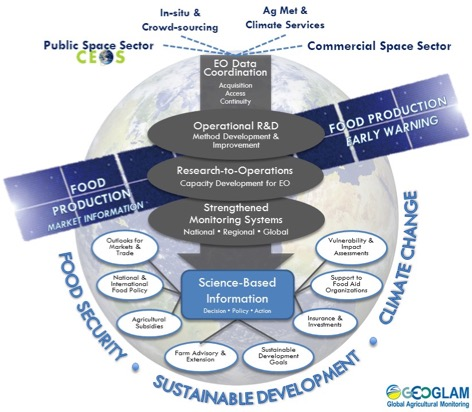 In-situ &
Crowd-sourcing
Ag Met &
Climate Services
Public Space Sector
CEOS
Commercial Space Sector
EO Data
Coordination
Acquisition
Access
Continuity
Operational R&D
Method Development &
Improvement
FOOD PRODUCTION
EARLY WARNING
Research-to-Operations
Capacity Development for EO
FOOD
PRODUCTION
MARKET INFORMATION
Strengthened
Monitoring Systems
National • Regional • Global
Outlooks for
Markets &
Trade
Vulnerability &
Impact
Assessments
National &
International
Food Policy
Science-Based
Information
Decision • Policy • Action
Support to
Food Aid
Organizations
Agricultural
Subsidies
Insurance &
Investments
Farm Advisory &
Extension
Sustainable
Development
Goals
FOOD SECURITY • SUSTAINABLE DEVELOPMENT • CLIMATE CHANGE
GEOGLAM
Global Agricultural Monitoring